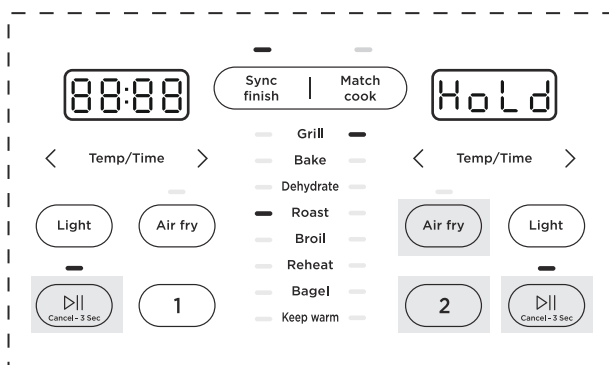 88:88
Sync finish
Match cook
HoLd
Temp/Time
Temp/Time
Grill
Bake
Dehydrate
Roast
Broil
Reheat
Bagel
Keep warm
Light
Air fry
Air fry
Light
Cancel - 3 Sec
1
2
Cancel - 3 Sec